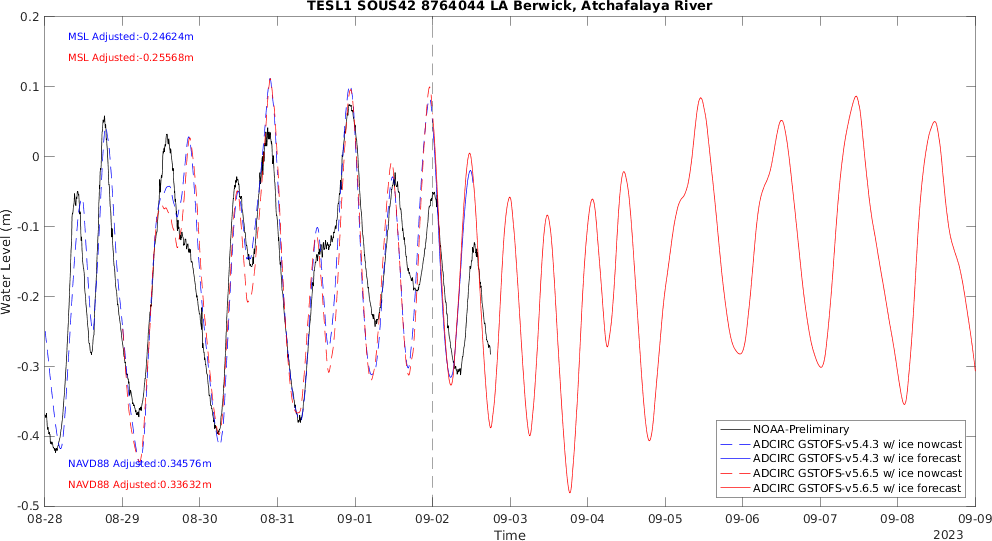 TESL1 SOUS42 8764044 LA Berwick, Atchafalaya River
MSL Adjusted:-0.24624m
MSL Adjusted:-0.25568m
Water Level (m)
0.2
0.1
0
-0.1
-0.2
-0.3
-0.4
-0.5
NAVD88 Adjusted:0.34576m
NAVD88 Adjusted:0.33632m
NOAA-Preliminary
ADCIRC GSTOFS-v5.4.3 w/ ice nowcast
ADCIRC GSTOFS-v5.4.3 w/ ice forecast
ADCIRC GSTOFS-v5.6.5 w/ ice nowcast
ADCIRC GSTOFS-v5.6.5 w/ ice forecast
08-28 08-29 08-30 08-31 09-01 09-02 09-03 09-04 09-05 09-06 09-07 09-08 09-09
Time
2023